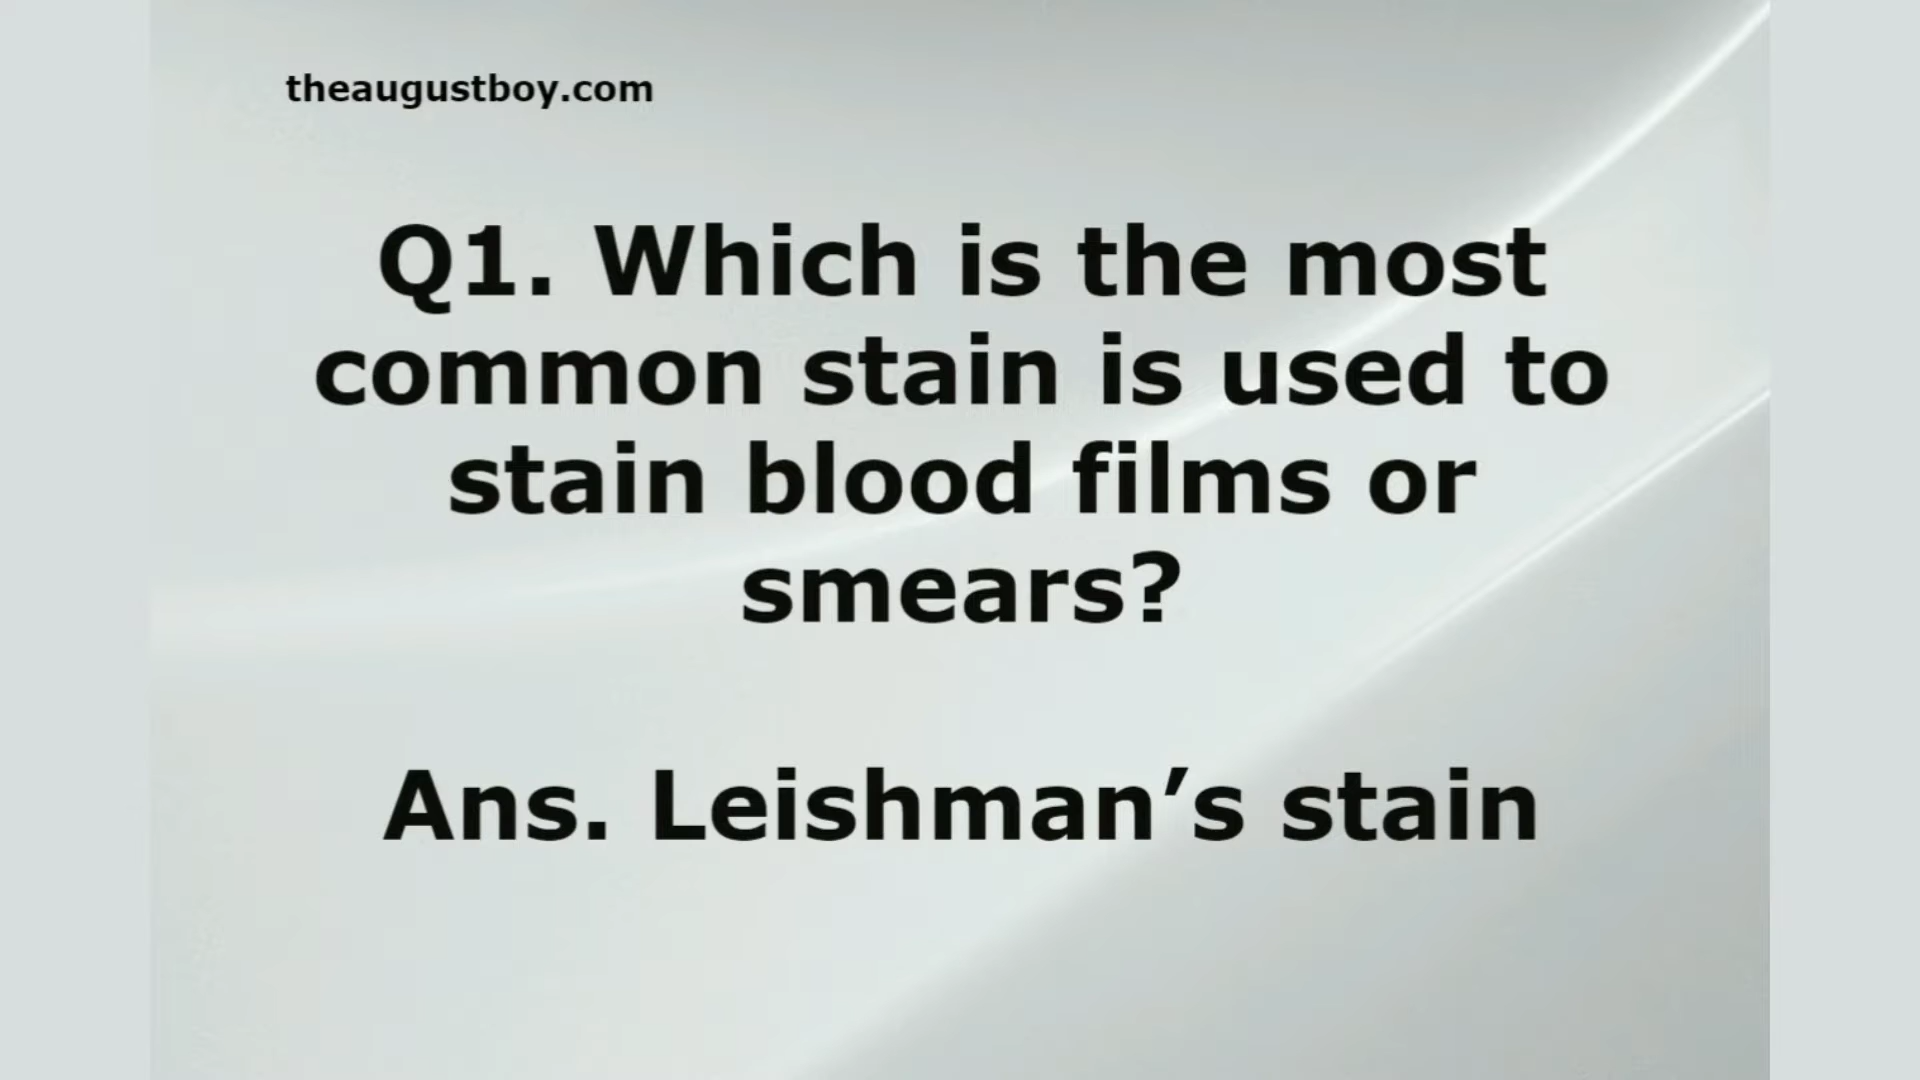 theaugustboy.com
Q1. Which is the most
common stain is used to
stain blood films or
smears?
Ans. Leishman’s stain